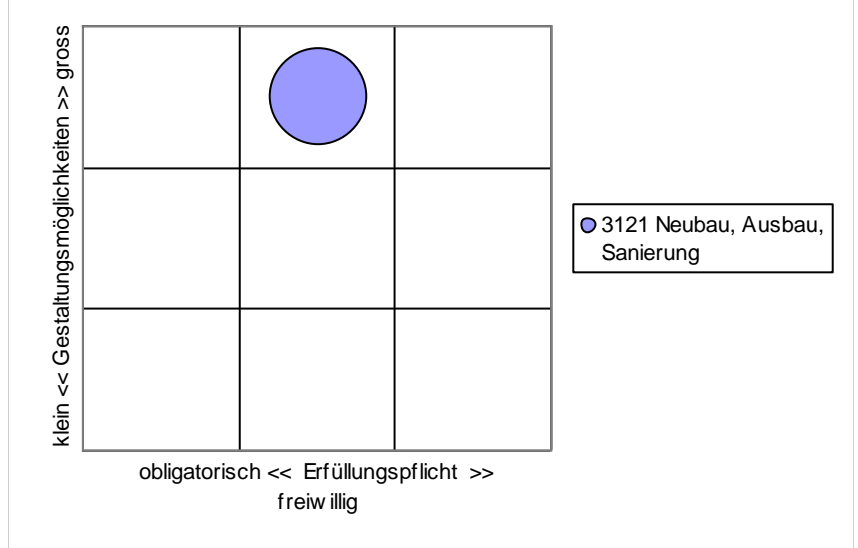 klein << Gestaltungsmöglichkeiten >> gross
3121 Neubau, Ausbau,
Sanierung
obligatorisch << Erfüllungspflicht >>
freiwillig